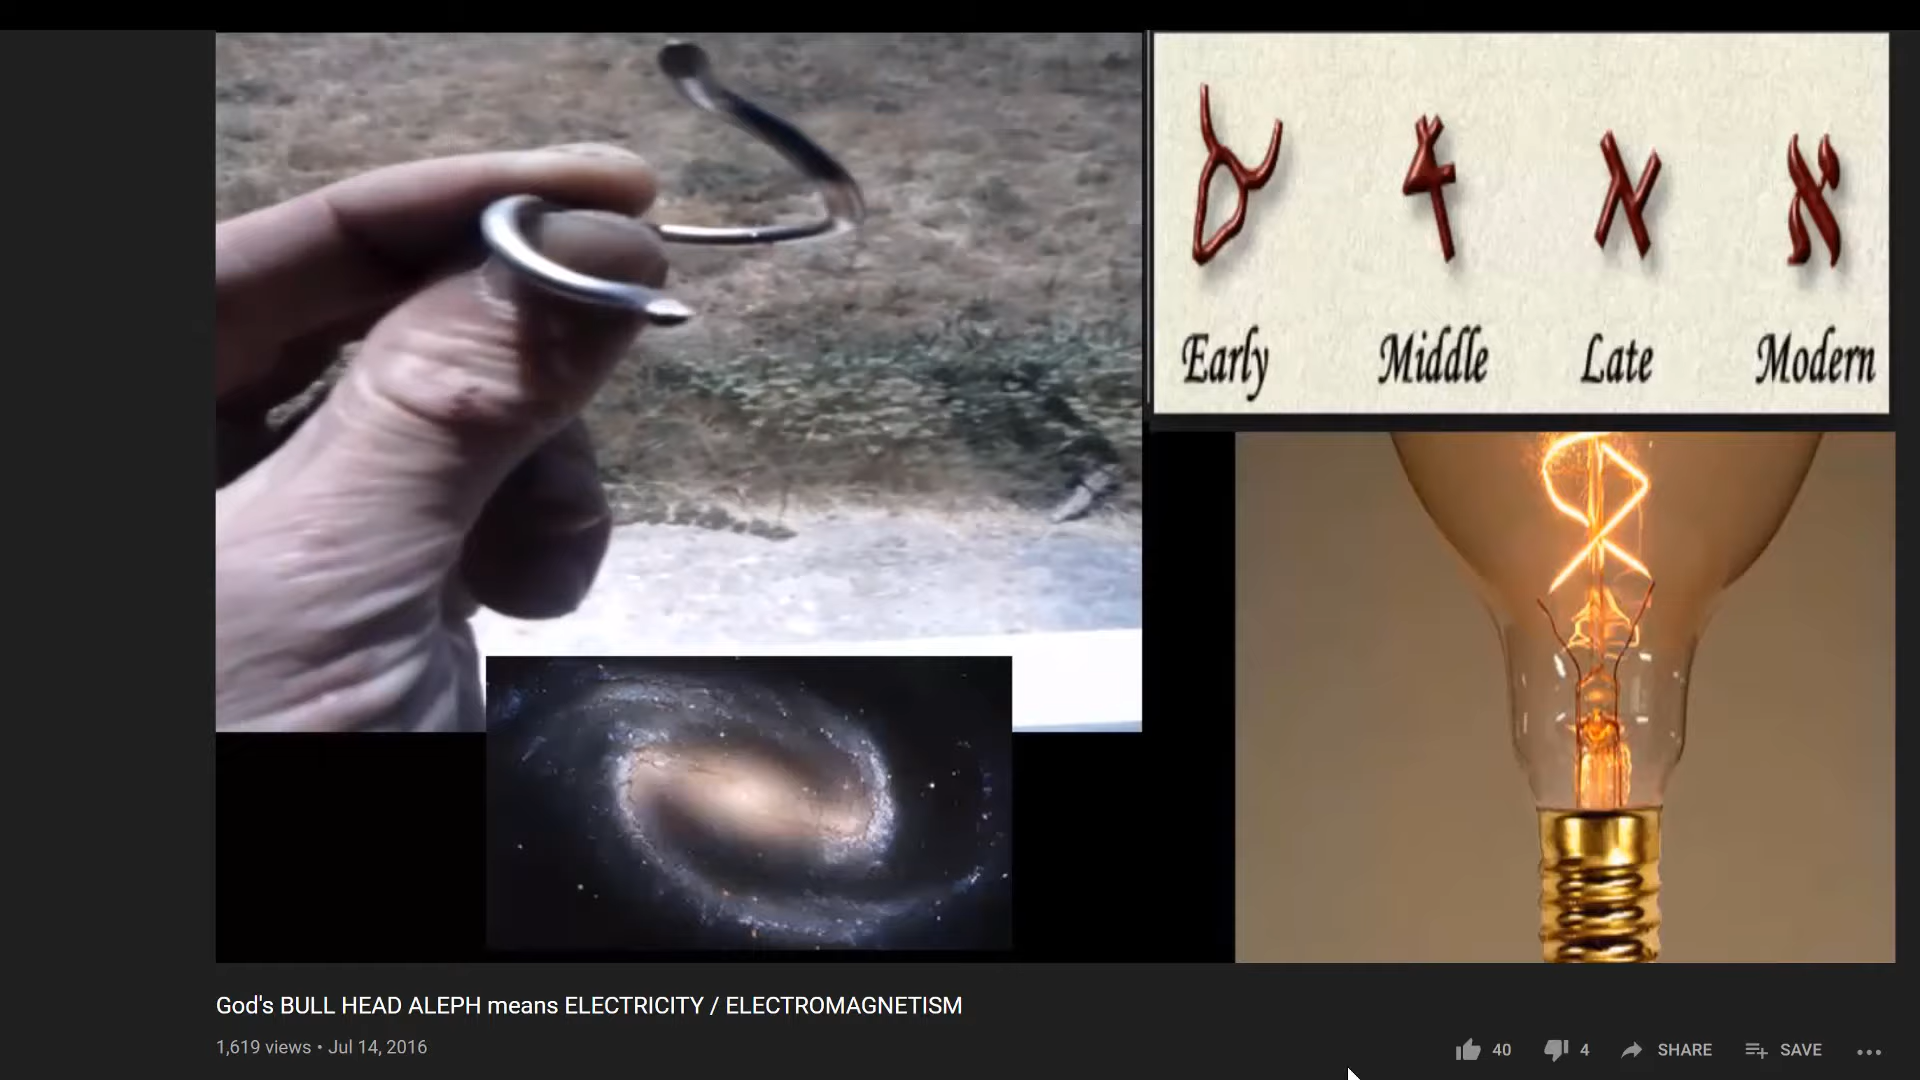 Early Middle Late Modern
God's BULL HEAD ALEPH means ELECTRICITY / ELECTROMAGNETISM
1,619 views • Jul 14, 2016
40 4 SHARE SAVE